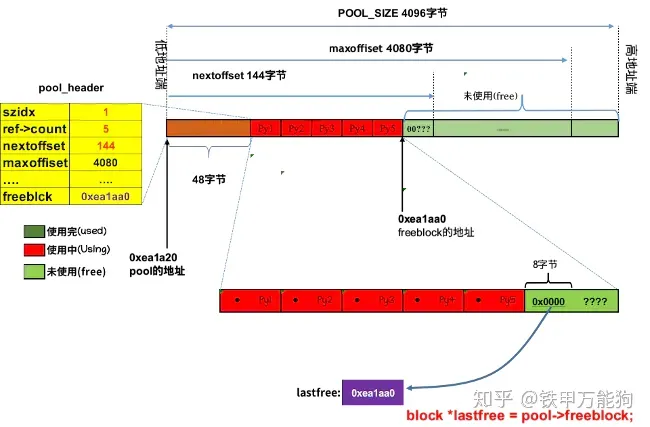 POOL_SIZE 4096字节
低地址端
高地址端
maxoffiset 4080字节
nextoffset 144字节
未使用(free)
pool_header
szidx 1
ref->count 5
nextoffset 144
maxoffiset 4080
.... ....
freeblck 0xea1aa0
Py1 Py2 Py3 Py4 Py5 00???
48字节
0xea1aa0
freeblock的地址
使用完(used)
使用中(Using)
未使用(free)
0xea1a20
pool的地址
8字节
Py1 Py2 Py3 Py4 Py5 0x0000 ????
lastfree: 0xea1aa0
知乎 @铁甲万能狗
block *lastfree = pool->freeblock;